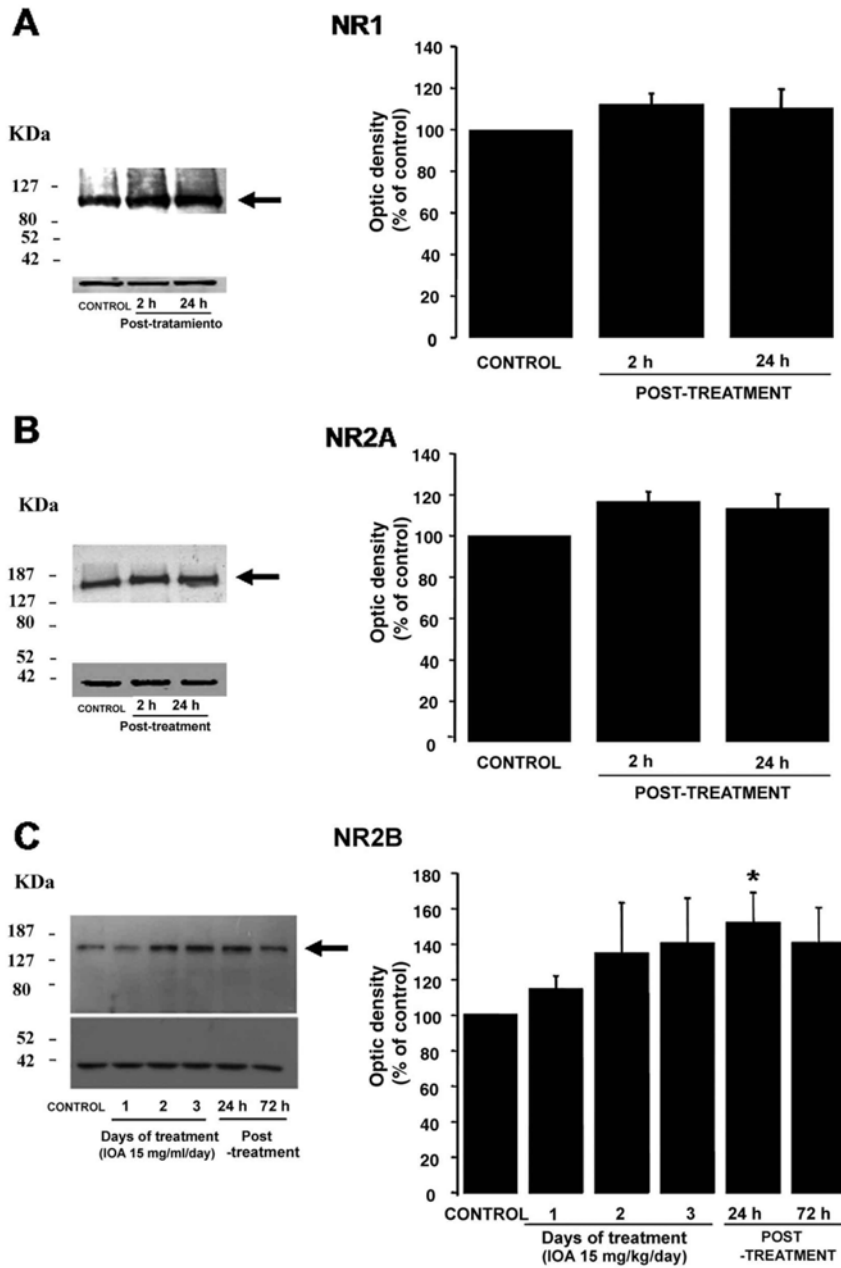 A
NR1
KDa
127 -
80 -
52 -
42 -
CONTROL 2 h 24 h
Post-tratamiento
Optic density
(% of control)
140
120
100
80
60
40
20
0
CONTROL 2 h 24 h
POST-TREATMENT
B
NR2A
KDa
187 -
127 -
80 -
52 -
42 -
CONTROL 2 h 24 h
Post-treatment
Optic density
(% of control)
140
120
100
80
60
40
20
0
CONTROL 2 h 24 h
POST-TREATMENT
C
NR2B
KDa
187 -
127 -
80 -
52 -
42 -
CONTROL 1 2 3 24 h 72 h
Days of treatment
(IOA 15 mg/ml/day)
Post
-treatment
Optic density
(% of control)
180
160
140
120
100
80
60
40
20
0
*
CONTROL 1 2 3 24 h 72 h
Days of treatment
(IOA 15 mg/kg/day)
POST
-TREATMENT